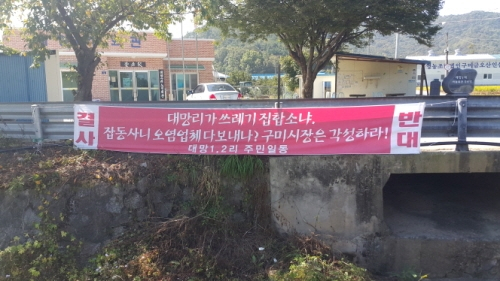 결사
대망리가 쓰레기 집합소냐,
잡동사니 오염업체 다보내나? 구미시장은 각성하라!
대망1,2리 주민일동
반대